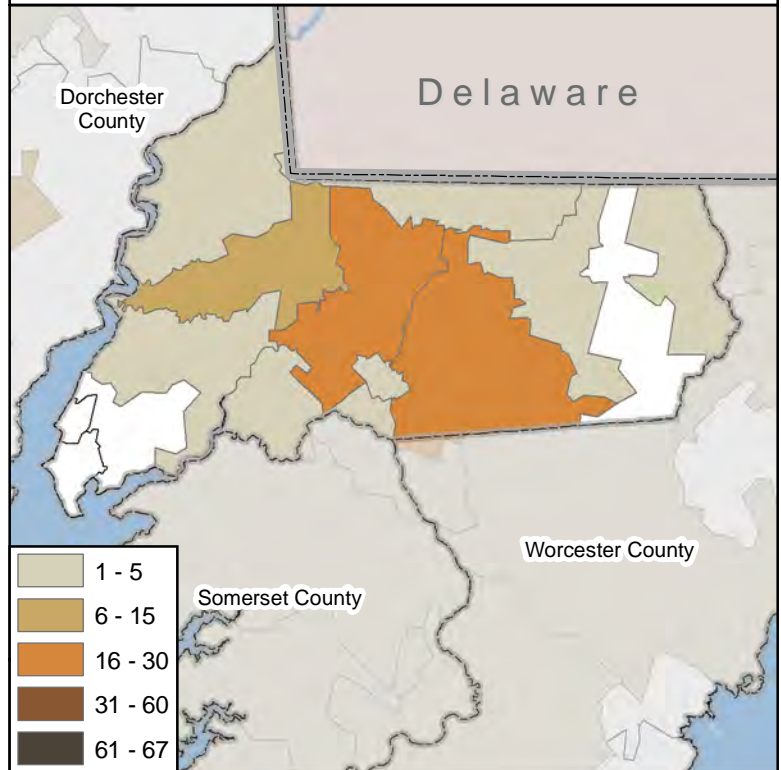 Dorchester
County
Delaware
Worcester County
Somerset County
1 - 5
6 - 15
16 - 30
31 - 60
61 - 67